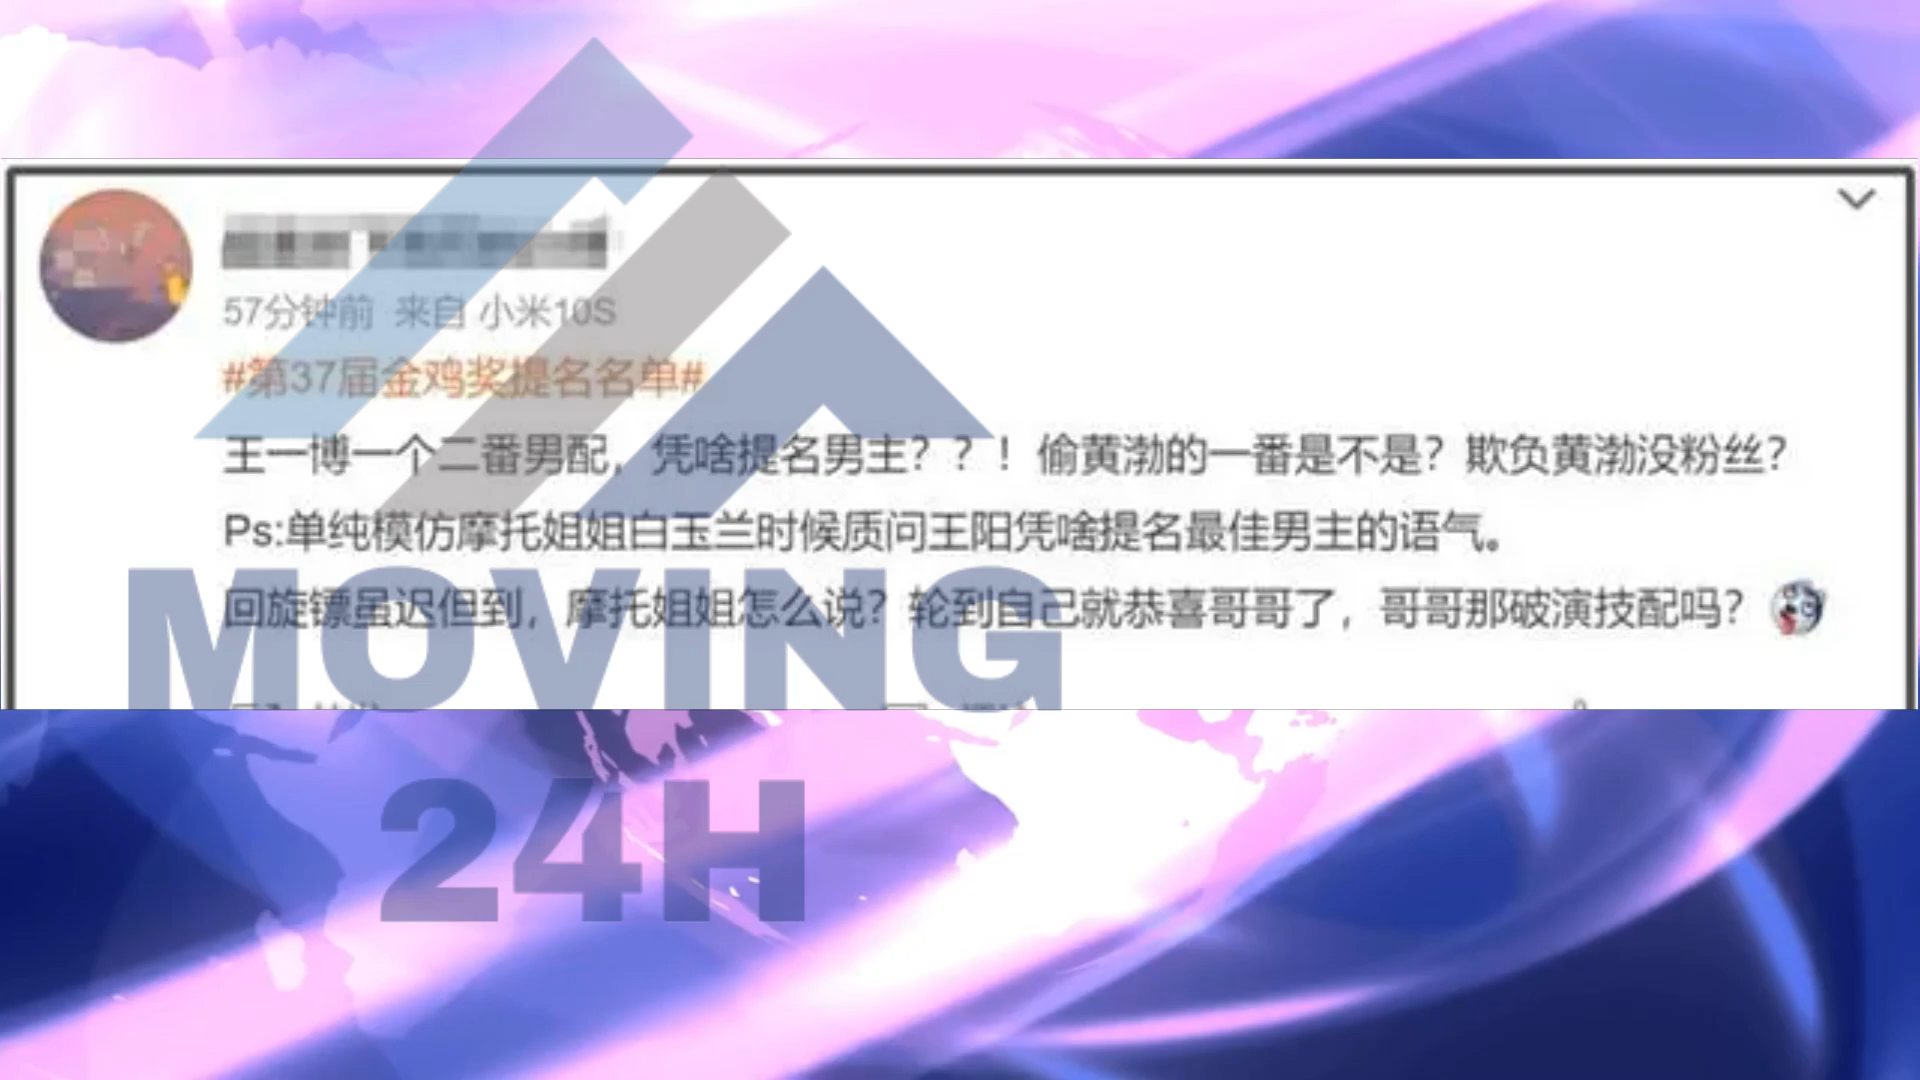 57分钟前 来自 小米10S
#第37届金鸡奖提名名单#
王一博一个二番男配，凭啥提名男主？？！偷黄渤的一番是不是？欺负黄渤没粉丝？
Ps:单纯模仿摩托姐姐白玉兰时候质问王阳凭啥提名最佳男主的语气。
回旋镖虽迟但到，摩托姐姐怎么说？轮到自己就恭喜哥哥了，哥哥那破演技配吗？
MOVING
24H